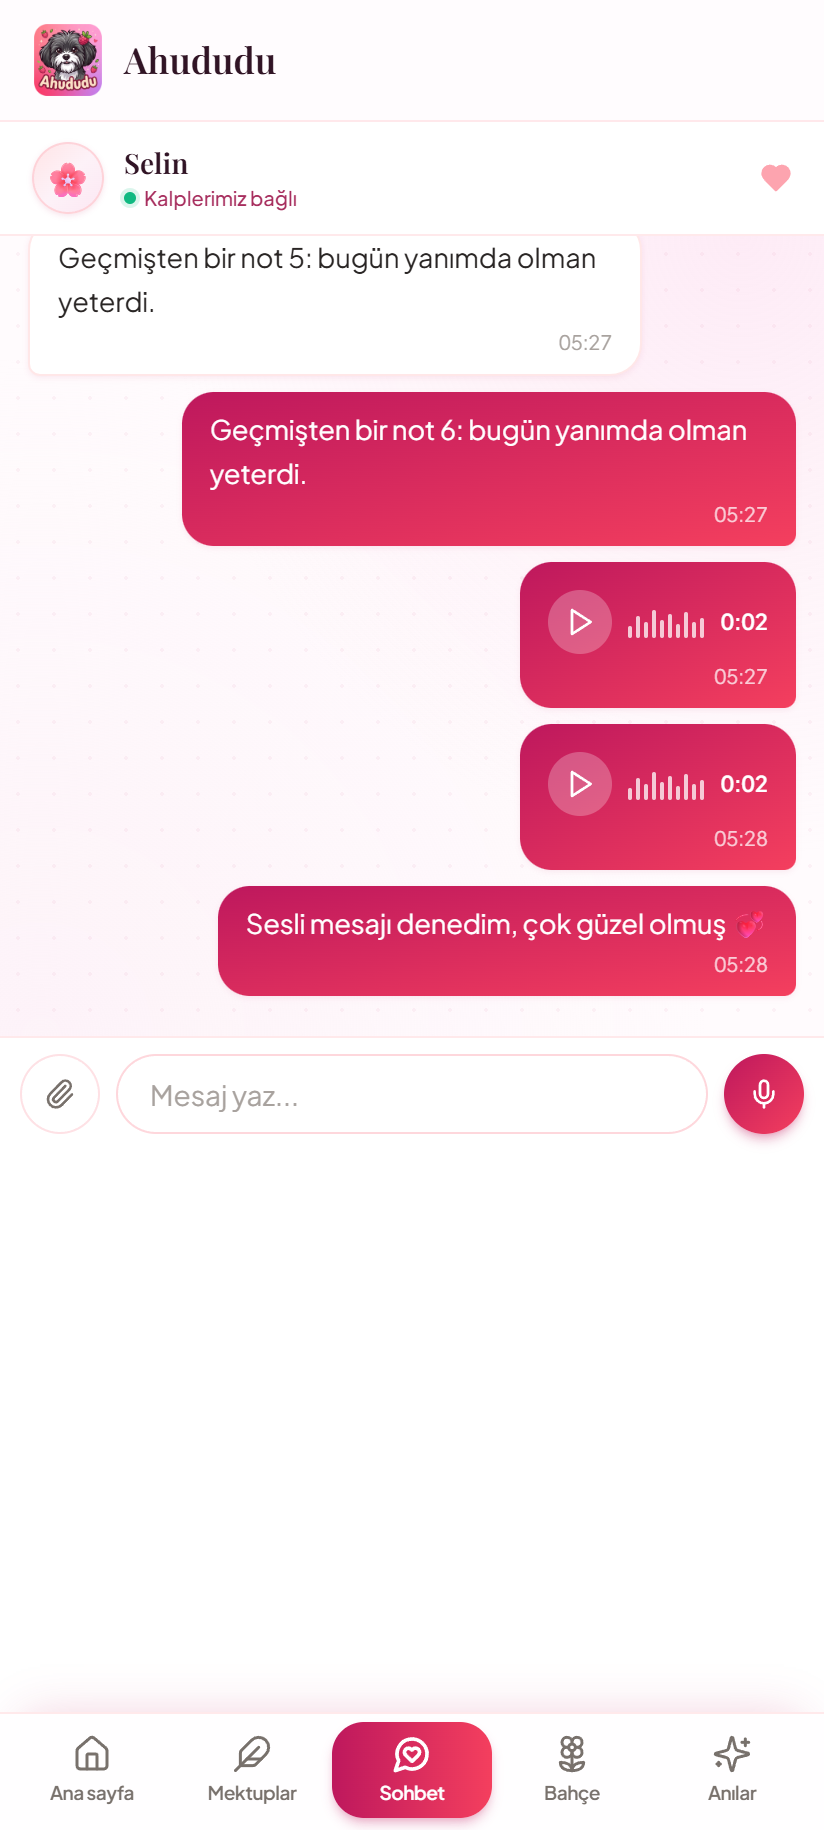 Ahududu
Ahududu
Selin
Kalplerimiz bağlı
Geçmişten bir not 5: bugün yanımda olman
yeterdi.
05:27
Geçmişten bir not 6: bugün yanımda olman
yeterdi.
05:27
0:02
05:27
0:02
05:28
Sesli mesajı denedim, çok güzel olmuş 💞
05:28
Mesaj yaz...
Ana sayfa
Mektuplar
Sohbet
Bahçe
Anılar